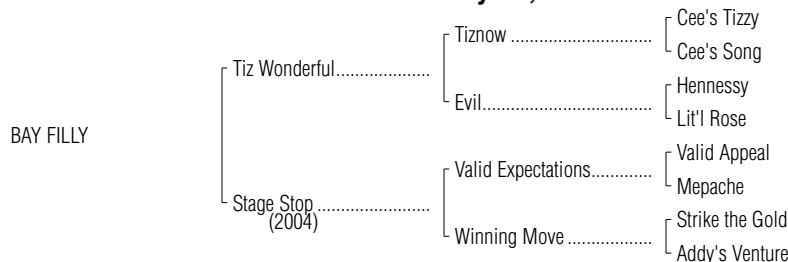 Cee's Tizzy
Tiznow ..............................
Cee's Song
Tiz Wonderful....................
Hennessy
Evil....................................
Lit'l Rose
BAY FILLY
Valid Appeal
Valid Expectations.............
Mepache
Stage Stop ........................
(2004)
Strike the Gold
Winning Move ..................
Addy's Venture